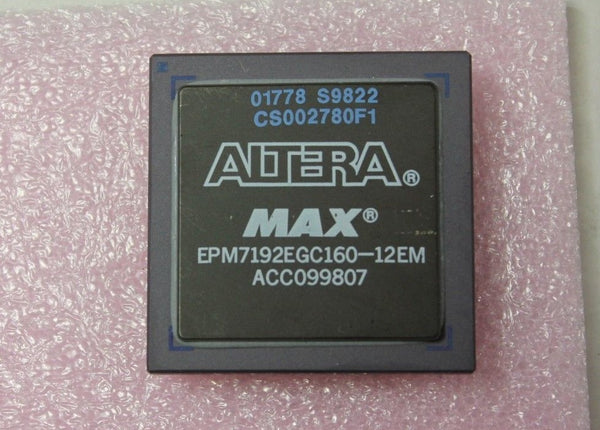 01778 S9822
CS002780F1
ALTERA®
MAX®
EPM7192EGC160-12EM
ACC099807